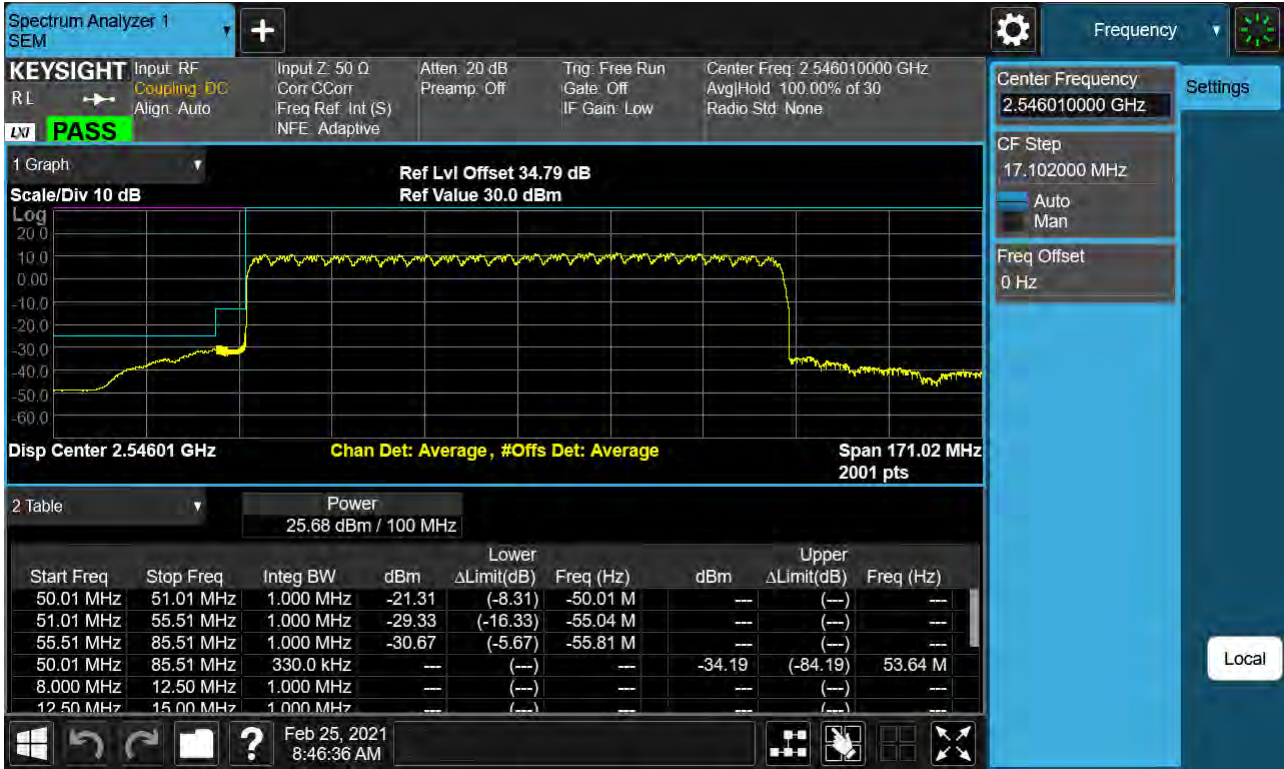 Spectrum Analyzer 1
SEM
Frequency
KEYSIGHT
R L
LXI
PASS
Input: RF
Coupling: DC
Align: Auto
Input Z: 50 Ω
Corr CCorr
Freq Ref: Int (S)
NFE: Adaptive
Atten: 20 dB
Preamp: Off
Trig: Free Run
Gate: Off
IF Gain: Low
Center Freq: 2.546010000 GHz
Avg|Hold: 100.00% of 30
Radio Std: None
Center Frequency
2.546010000 GHz
Settings
CF Step
17.102000 MHz
Auto
Man
Freq Offset
0 Hz
1 Graph
Scale/Div 10 dB
Ref Lvl Offset 34.79 dB
Ref Value 30.0 dBm
Log
20.0
10.0
0.00
-10.0
-20.0
-30.0
-40.0
-50.0
-60.0
Disp Center 2.54601 GHz
Chan Det: Average , #Offs Det: Average
Span 171.02 MHz
2001 pts
2 Table
Power
25.68 dBm / 100 MHz
Lower Upper
Start Freq Stop Freq Integ BW dBm ΔLimit(dB) Freq (Hz) dBm ΔLimit(dB) Freq (Hz)
50.01 MHz 51.01 MHz 1.000 MHz -21.31 (-8.31) -50.01 M --- (---) ---
51.01 MHz 55.51 MHz 1.000 MHz -29.33 (-16.33) -55.04 M --- (---) ---
55.51 MHz 85.51 MHz 1.000 MHz -30.67 (-5.67) -55.81 M --- (---) ---
50.01 MHz 85.51 MHz 330.0 kHz --- (---) --- -34.19 (-84.19) 53.64 M
8.000 MHz 12.50 MHz 1.000 MHz --- (---) --- --- (---) ---
12.50 MHz 15.00 MHz 1.000 MHz --- (---) --- --- (---) ---
Local
?
Feb 25, 2021
8:46:36 AM